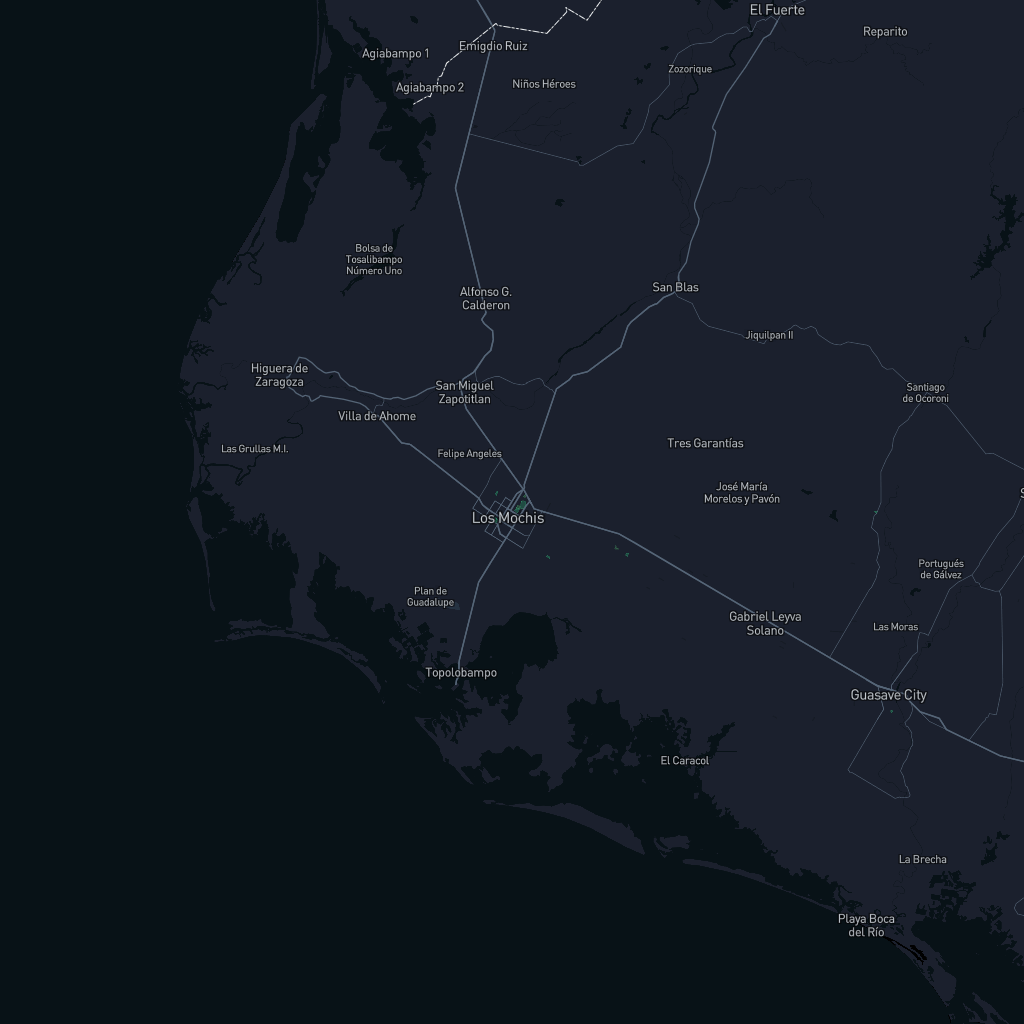 El Fuerte
Reparito
Emigdio Ruiz
Agiabampo 1
Zozorique
Agiabampo 2
Niños Héroes
Bolsa de
Tosalibampo
Número Uno
San Blas
Alfonso G.
Calderon
Jiquilpan II
Higuera de
Zaragoza
San Miguel
Zapotitlan
Santiago
de Ocoroni
Villa de Ahome
Tres Garantías
Las Grullas M.I.
Felipe Angeles
José María
Morelos y Pavón
S
Los Mochis
Portugués
de Gálvez
Plan de
Guadalupe
Gabriel Leyva
Solano
Las Moras
Topolobampo
Guasave City
El Caracol
La Brecha
Playa Boca
del Río